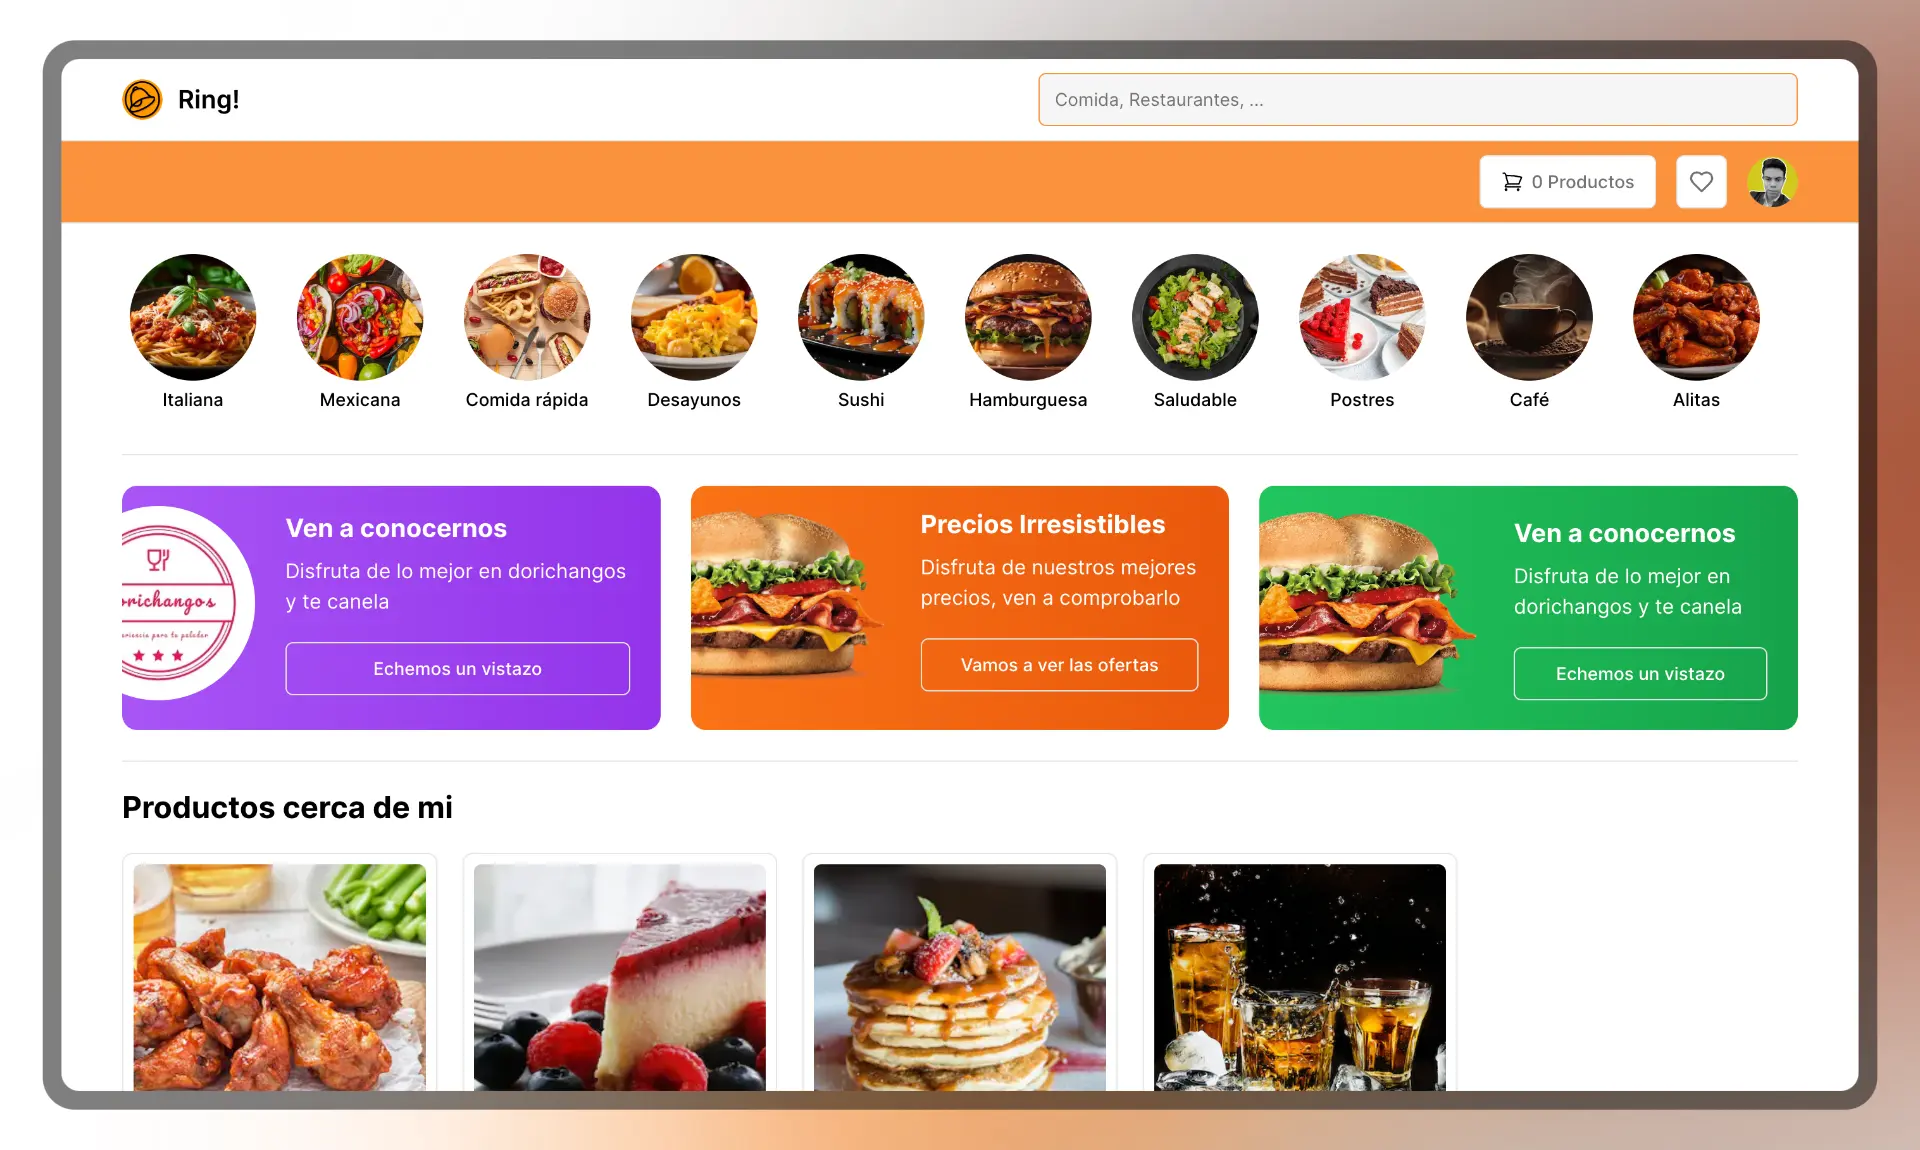 Ring!
Comida, Restaurantes, ...
0 Productos
Italiana
Mexicana
Comida rápida
Desayunos
Sushi
Hamburguesa
Saludable
Postres
Café
Alitas
Ven a conocernos
Disfruta de lo mejor en dorichangos
y te canela
Echemos un vistazo
Precios Irresistibles
Disfruta de nuestros mejores
precios, ven a comprobarlo
Vamos a ver las ofertas
Ven a conocernos
Disfruta de lo mejor en
dorichangos y te canela
Echemos un vistazo
para tu paladar
Productos cerca de mi